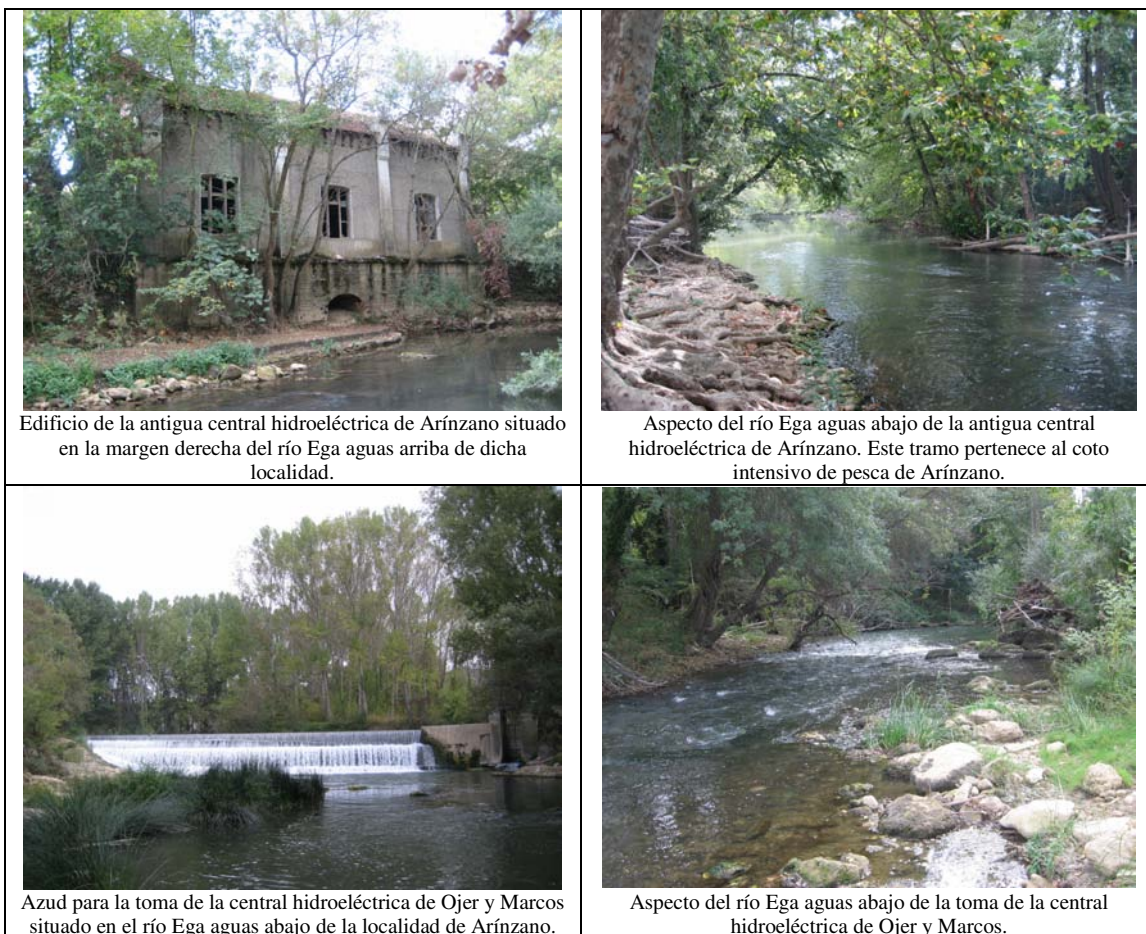 Edificio de la antigua central hidroeléctrica de Arínzano situado
en la margen derecha del río Ega aguas arriba de dicha
localidad.
Aspecto del río Ega aguas abajo de la antigua central
hidroeléctrica de Arínzano. Este tramo pertenece al coto
intensivo de pesca de Arínzano.
Azud para la toma de la central hidroeléctrica de Ojer y Marcos
situado en el río Ega aguas abajo de la localidad de Arínzano.
Aspecto del río Ega aguas abajo de la toma de la central
hidroeléctrica de Ojer y Marcos.